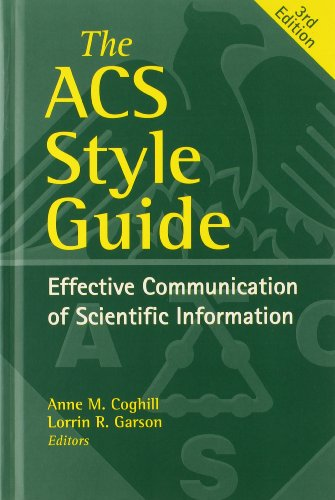 3rd
Edition
The
ACS
Style
Guide
Effective Communication
of Scientific Information
A C S
Anne M. Coghill
Lorrin R. Garson
Editors